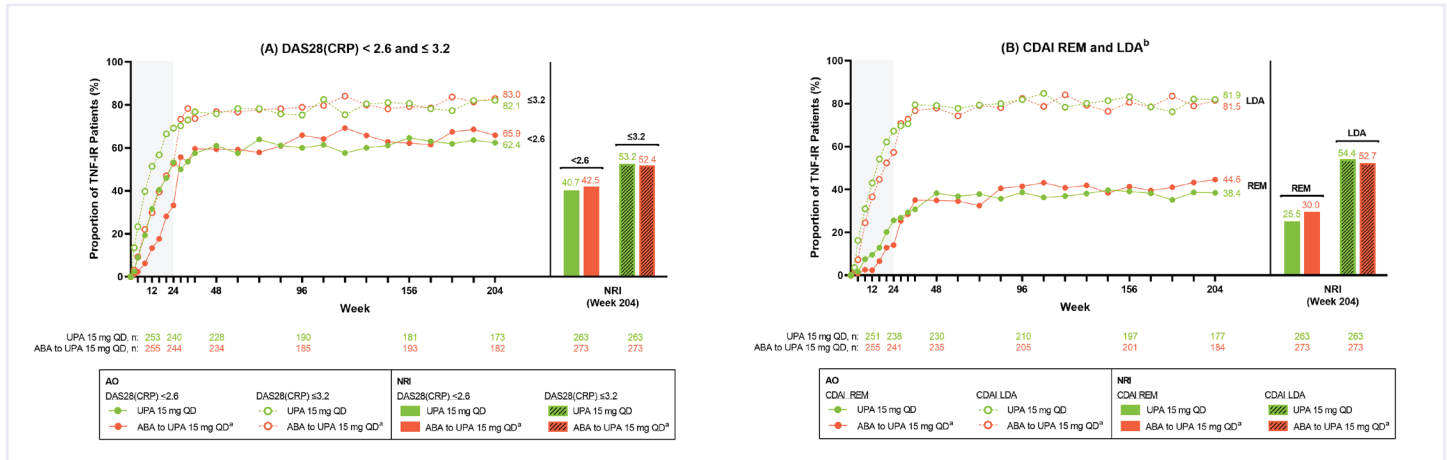 (A) DAS28(CRP) < 2.6 and ≤ 3.2
Proportion of TNF-IR Patients (%)
100
80
60
40
20
0
12 24 48 96 156 204
Week
83.0
82.1
≤3.2
<2.6
65.9
62.4
<2.6
40.7 42.5
≤3.2
53.2 52.4
NRI
(Week 204)
UPA 15 mg QD, n: 253 240 228 190 181 173 263 263
ABA to UPA 15 mg QD, n: 255 244 234 185 193 182 273 273
AO
DAS28(CRP) <2.6 DAS28(CRP) ≤3.2
UPA 15 mg QD UPA 15 mg QD
ABA to UPA 15 mg QDᵃ ABA to UPA 15 mg QDᵃ
NRI
DAS28(CRP) <2.6 DAS28(CRP) ≤3.2
UPA 15 mg QD UPA 15 mg QD
ABA to UPA 15 mg QDᵃ ABA to UPA 15 mg QDᵃ
(B) CDAI REM and LDAᵇ
Proportion of TNF-IR Patients (%)
100
80
60
40
20
0
12 24 48 96 156 204
Week
81.9
81.5
LDA
44.6
REM
38.4
REM
25.5 30.0
LDA
54.4 52.7
NRI
(Week 204)
UPA 15 mg QD, n: 251 238 230 210 197 177 263 263
ABA to UPA 15 mg QD, n: 255 241 235 205 201 184 273 273
AO
CDAI REM CDAI LDA
UPA 15 mg QD UPA 15 mg QD
ABA to UPA 15 mg QDᵃ ABA to UPA 15 mg QDᵃ
NRI
CDAI REM CDAI LDA
UPA 15 mg QD UPA 15 mg QD
ABA to UPA 15 mg QDᵃ ABA to UPA 15 mg QDᵃ